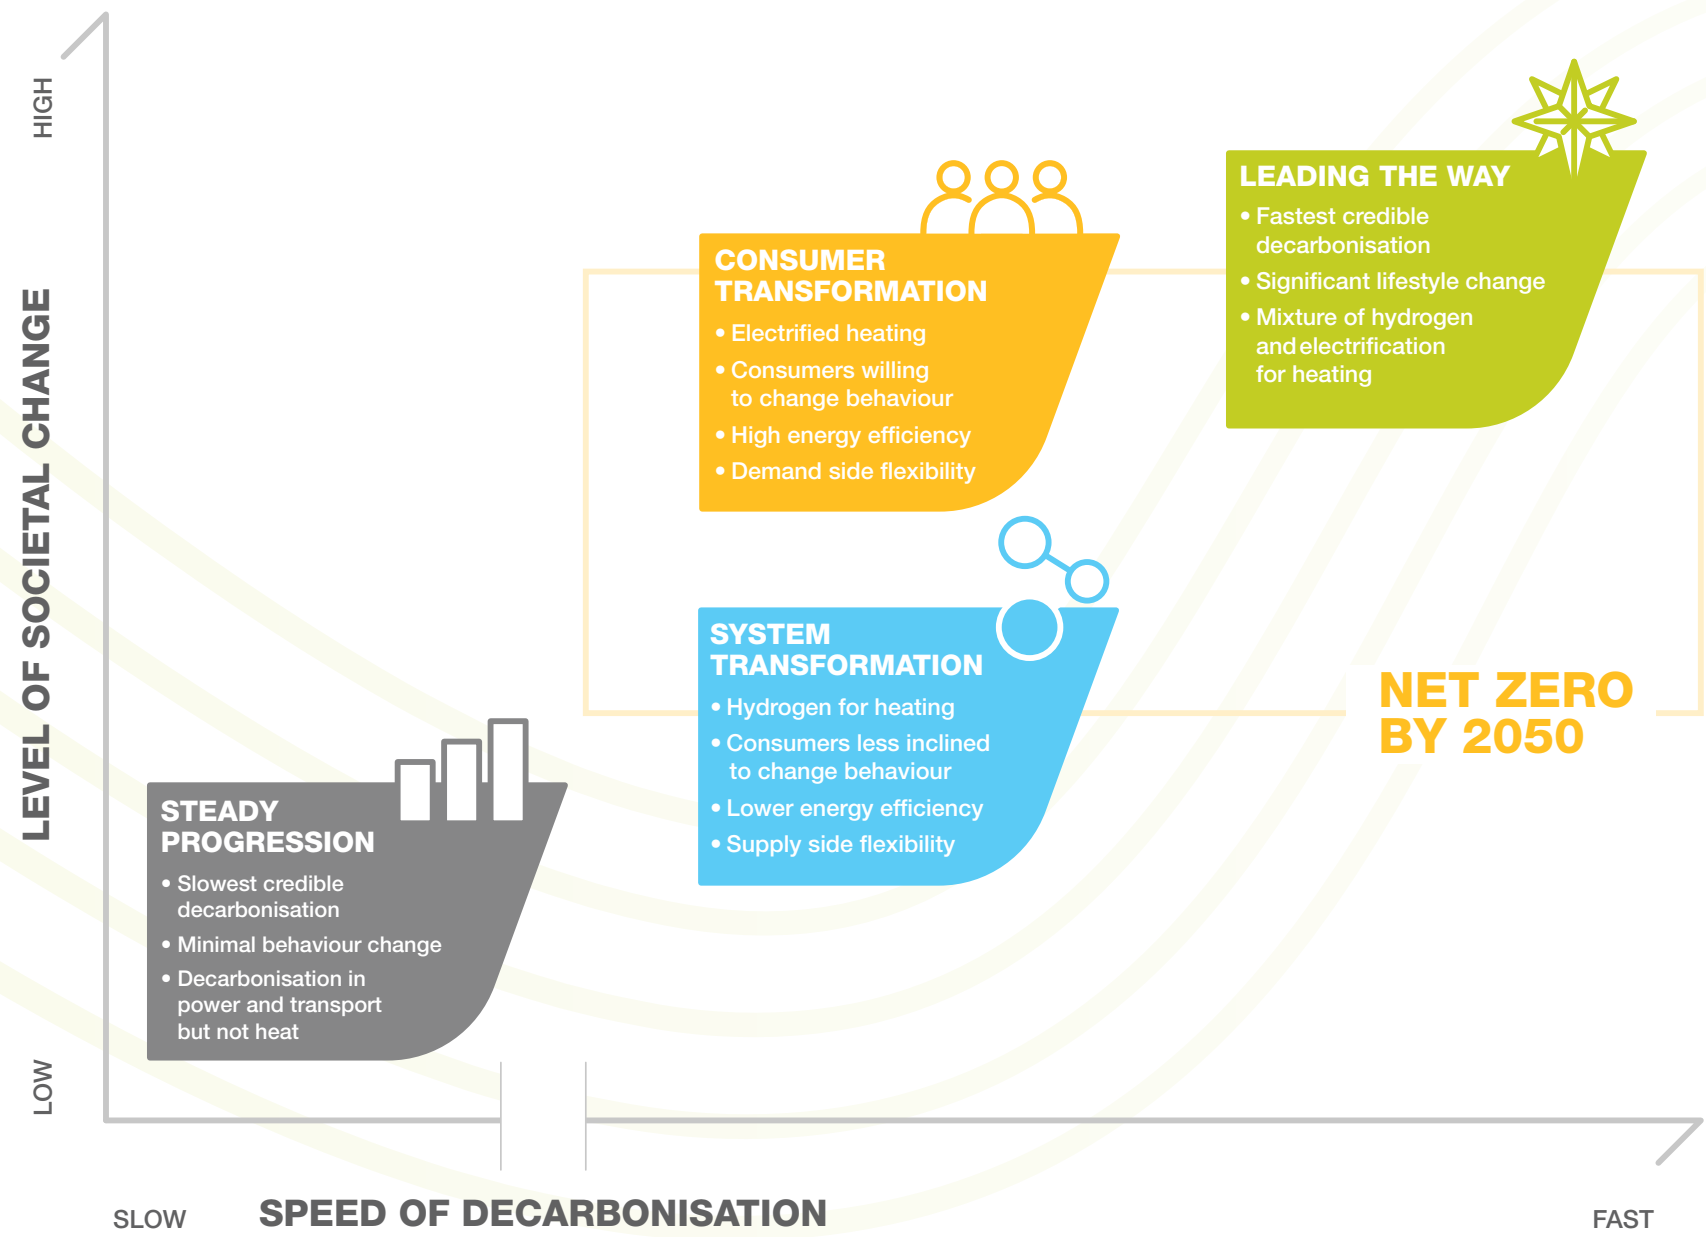 HIGH
LEVEL OF SOCIETAL CHANGE
LOW
LEADING THE WAY
• Fastest credible
decarbonisation
• Significant lifestyle change
• Mixture of hydrogen
and electrification
for heating
CONSUMER
TRANSFORMATION
• Electrified heating
• Consumers willing
to change behaviour
• High energy efficiency
• Demand side flexibility
SYSTEM
TRANSFORMATION
• Hydrogen for heating
• Consumers less inclined
to change behaviour
• Lower energy efficiency
• Supply side flexibility
NET ZERO
BY 2050
STEADY
PROGRESSION
• Slowest credible
decarbonisation
• Minimal behaviour change
• Decarbonisation in
power and transport
but not heat
SLOW
SPEED OF DECARBONISATION
FAST